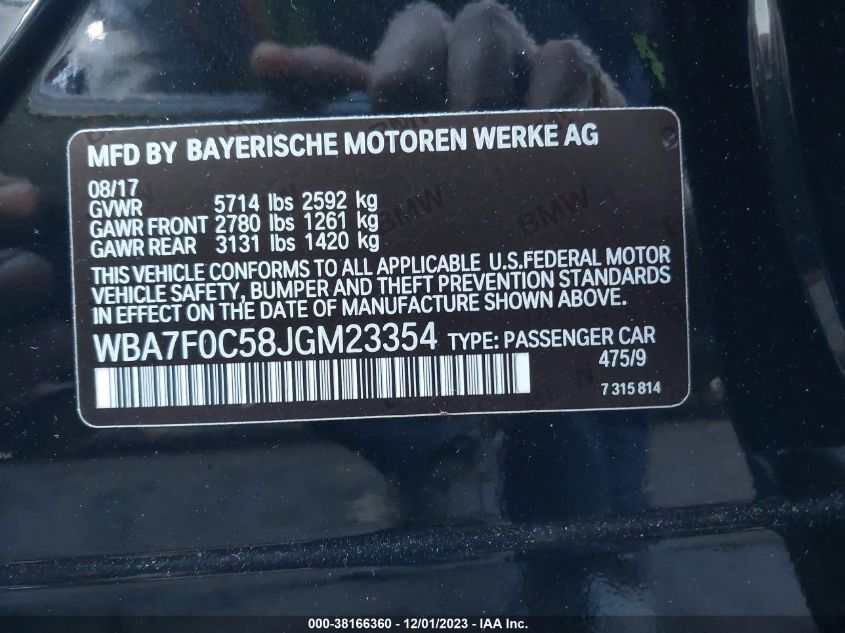 MFD BY BAYERISCHE MOTOREN WERKE AG
08/17
GVWR 5714 lbs 2592 kg
GAWR FRONT 2780 lbs 1261 kg
GAWR REAR 3131 lbs 1420 kg
THIS VEHICLE CONFORMS TO ALL APPLICABLE U.S.FEDERAL MOTOR
VEHICLE SAFETY, BUMPER AND THEFT PREVENTION STANDARDS
IN EFFECT ON THE DATE OF MANUFACTURE SHOWN ABOVE.
WBA7F0C58JGM23354 TYPE: PASSENGER CAR
475/9
7 315 814
BMW
BMW
000-38166360 - 12/01/2023 - IAA Inc.